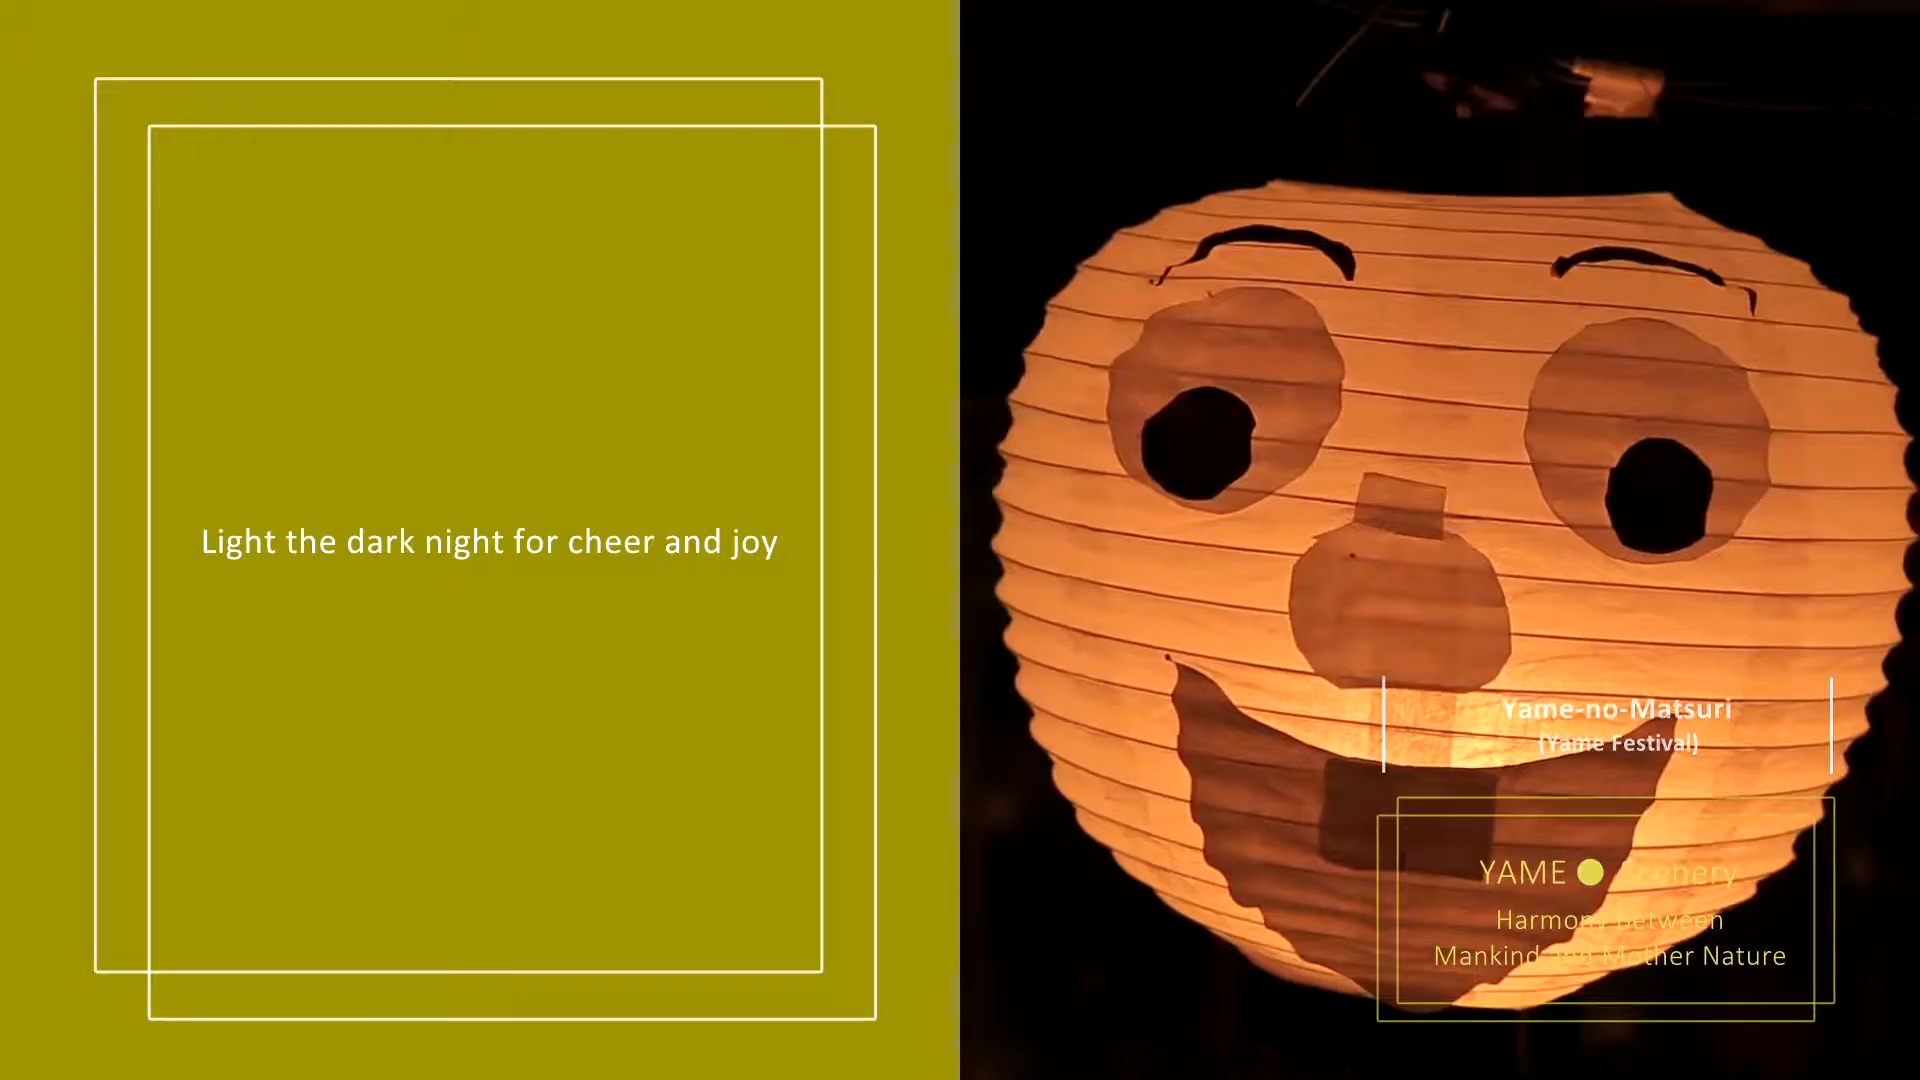 Light the dark night for cheer and joy
Yame-no-Matsuri
(Yame Festival)
YAME ● Scenery
Harmony between
Mankind and Mother Nature